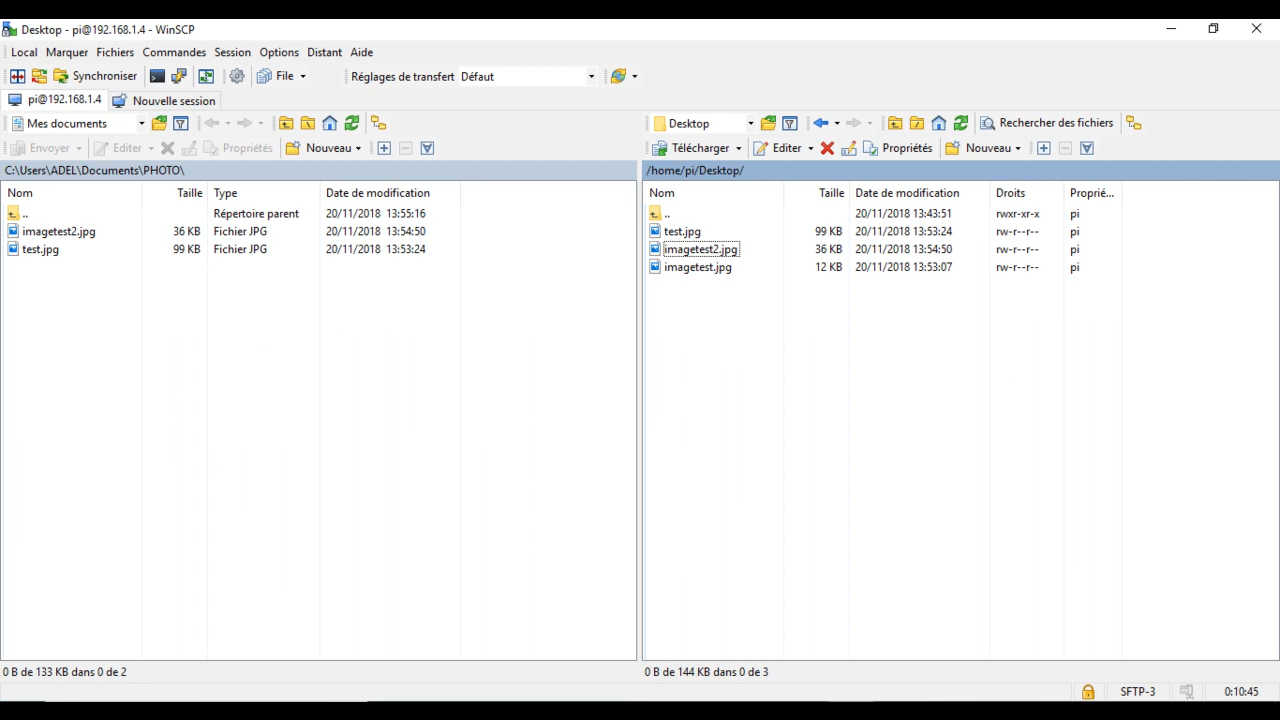 Desktop - pi@192.168.1.4 - WinSCP
Local Marquer Fichiers Commandes Session Options Distant Aide
Synchroniser File Réglages de transfert Défaut
pi@192.168.1.4 Nouvelle session
Mes documents
Envoyer Editer Propriétés Nouveau
C:\Users\ADEL\Documents\PHOTO\
Nom Taille Type Date de modification
.. Répertoire parent 20/11/2018 13:55:16
imagetest2.jpg 36 KB Fichier JPG 20/11/2018 13:54:50
test.jpg 99 KB Fichier JPG 20/11/2018 13:53:24
0 B de 133 KB dans 0 de 2
Desktop Rechercher des fichiers
Télécharger Editer Propriétés Nouveau
/home/pi/Desktop/
Nom Taille Date de modification Droits Proprié...
.. 20/11/2018 13:43:51 rwxr-xr-x pi
test.jpg 99 KB 20/11/2018 13:53:24 rw-r--r-- pi
imagetest2.jpg 36 KB 20/11/2018 13:54:50 rw-r--r-- pi
imagetest.jpg 12 KB 20/11/2018 13:53:07 rw-r--r-- pi
0 B de 144 KB dans 0 de 3
SFTP-3 0:10:45